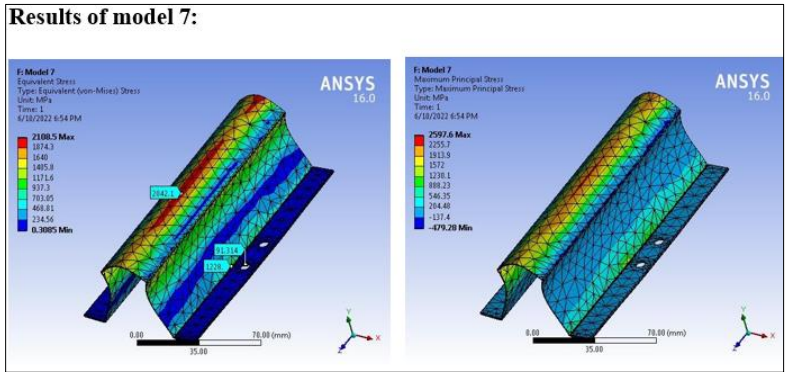 Results of model 7:
F: Model 7
Equivalent Stress
Type: Equivalent (von-Mises) Stress
Unit: MPa
Time: 1
6/18/2022 6:54 PM
2108.5 Max
1874.3
1640
1405.8
1171.6
937.3
703.05
468.81
234.56
0.3085 Min
ANSYS
16.0
2042.1
91.314
1228.
0.00
70.00 (mm)
35.00
Y
X
Z
F: Model 7
Maximum Principal Stress
Type: Maximum Principal Stress
Unit: MPa
Time: 1
6/18/2022 6:54 PM
2597.6 Max
2255.7
1913.9
1572
1230.1
888.23
546.35
204.48
-137.4
-479.28 Min
ANSYS
16.0
0.00
70.00 (mm)
35.00
Y
X
Z